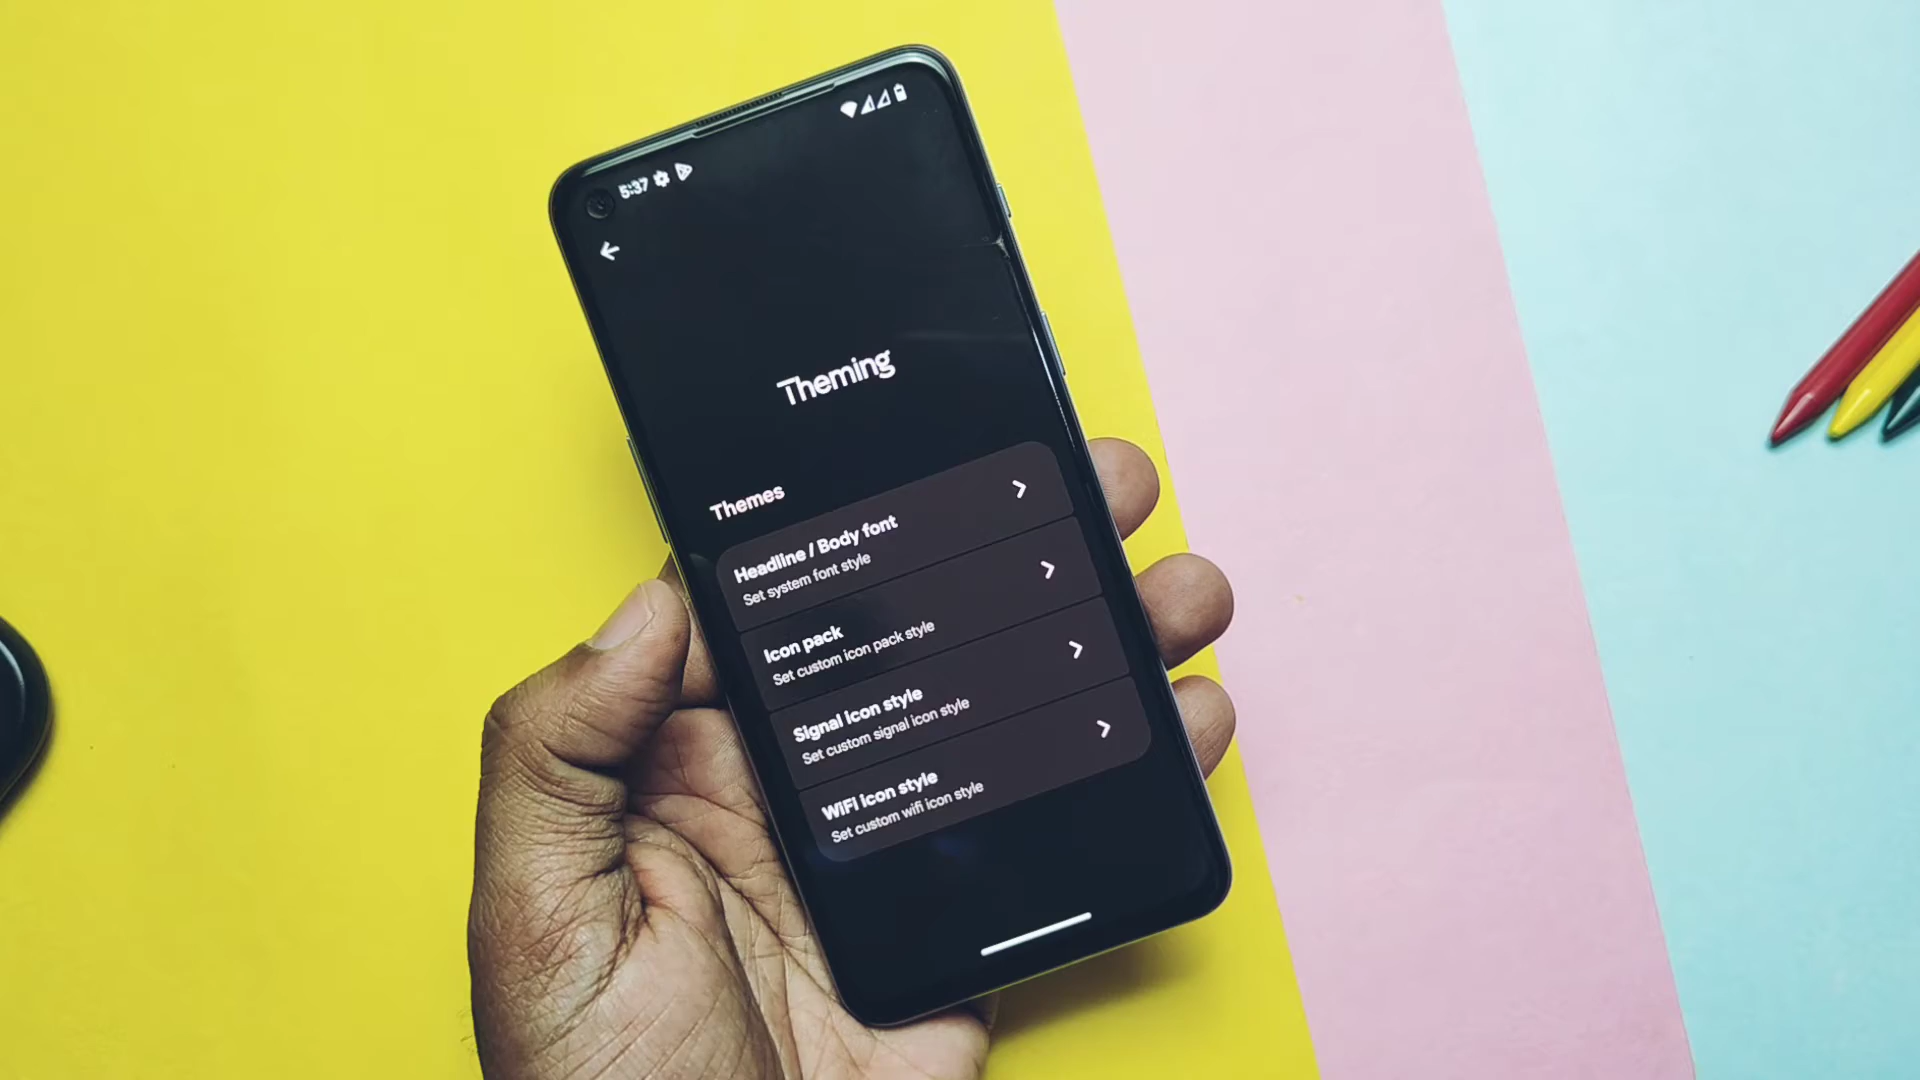 5:37
Theming
Themes
Headline / Body font
Set system font style
Icon pack
Set custom icon pack style
Signal icon style
Set custom signal icon style
WiFi icon style
Set custom wifi icon style